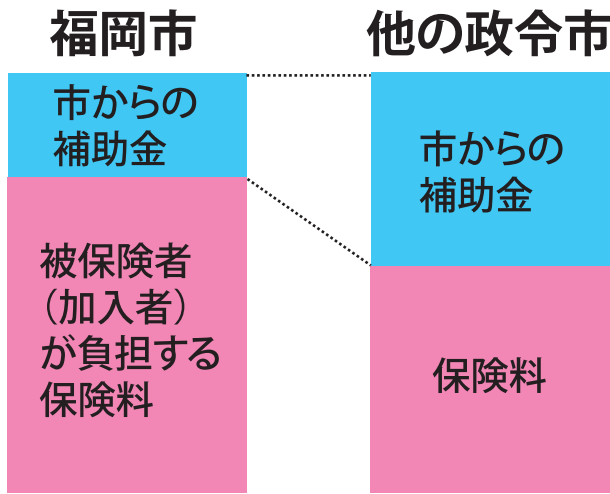 福岡市
市からの
補助金
被保険者
（加入者）
が負担する
保険料
他の政令市
市からの
補助金
保険料